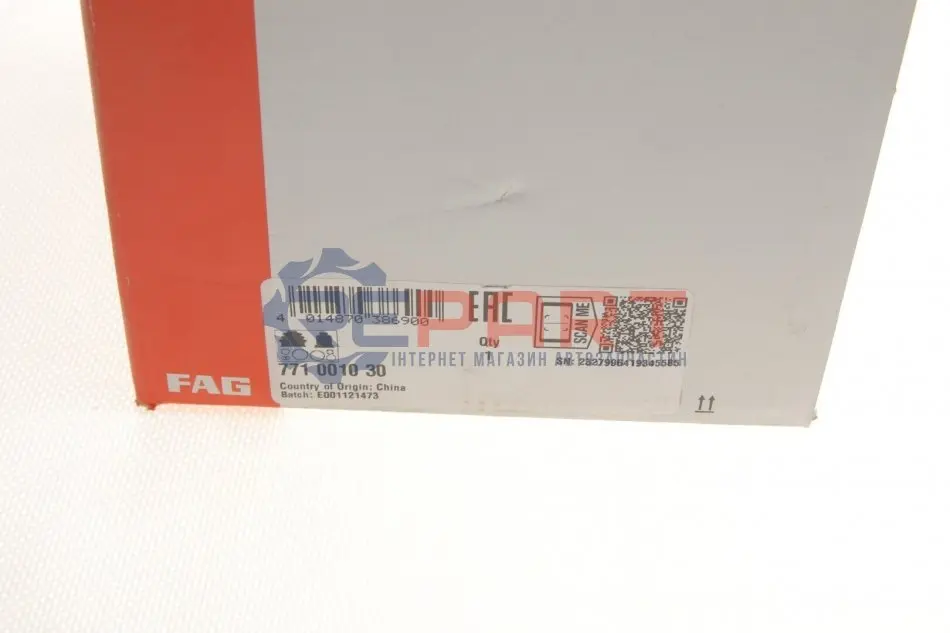 4 014870 386900
EAC
SCAN ME
Qty
1
EPART
ІНТЕРНЕТ МАГАЗИН АВТОЗАПЧАСТИН
771 0010 30
Country of Origin: China
Batch: E001121473
FAG